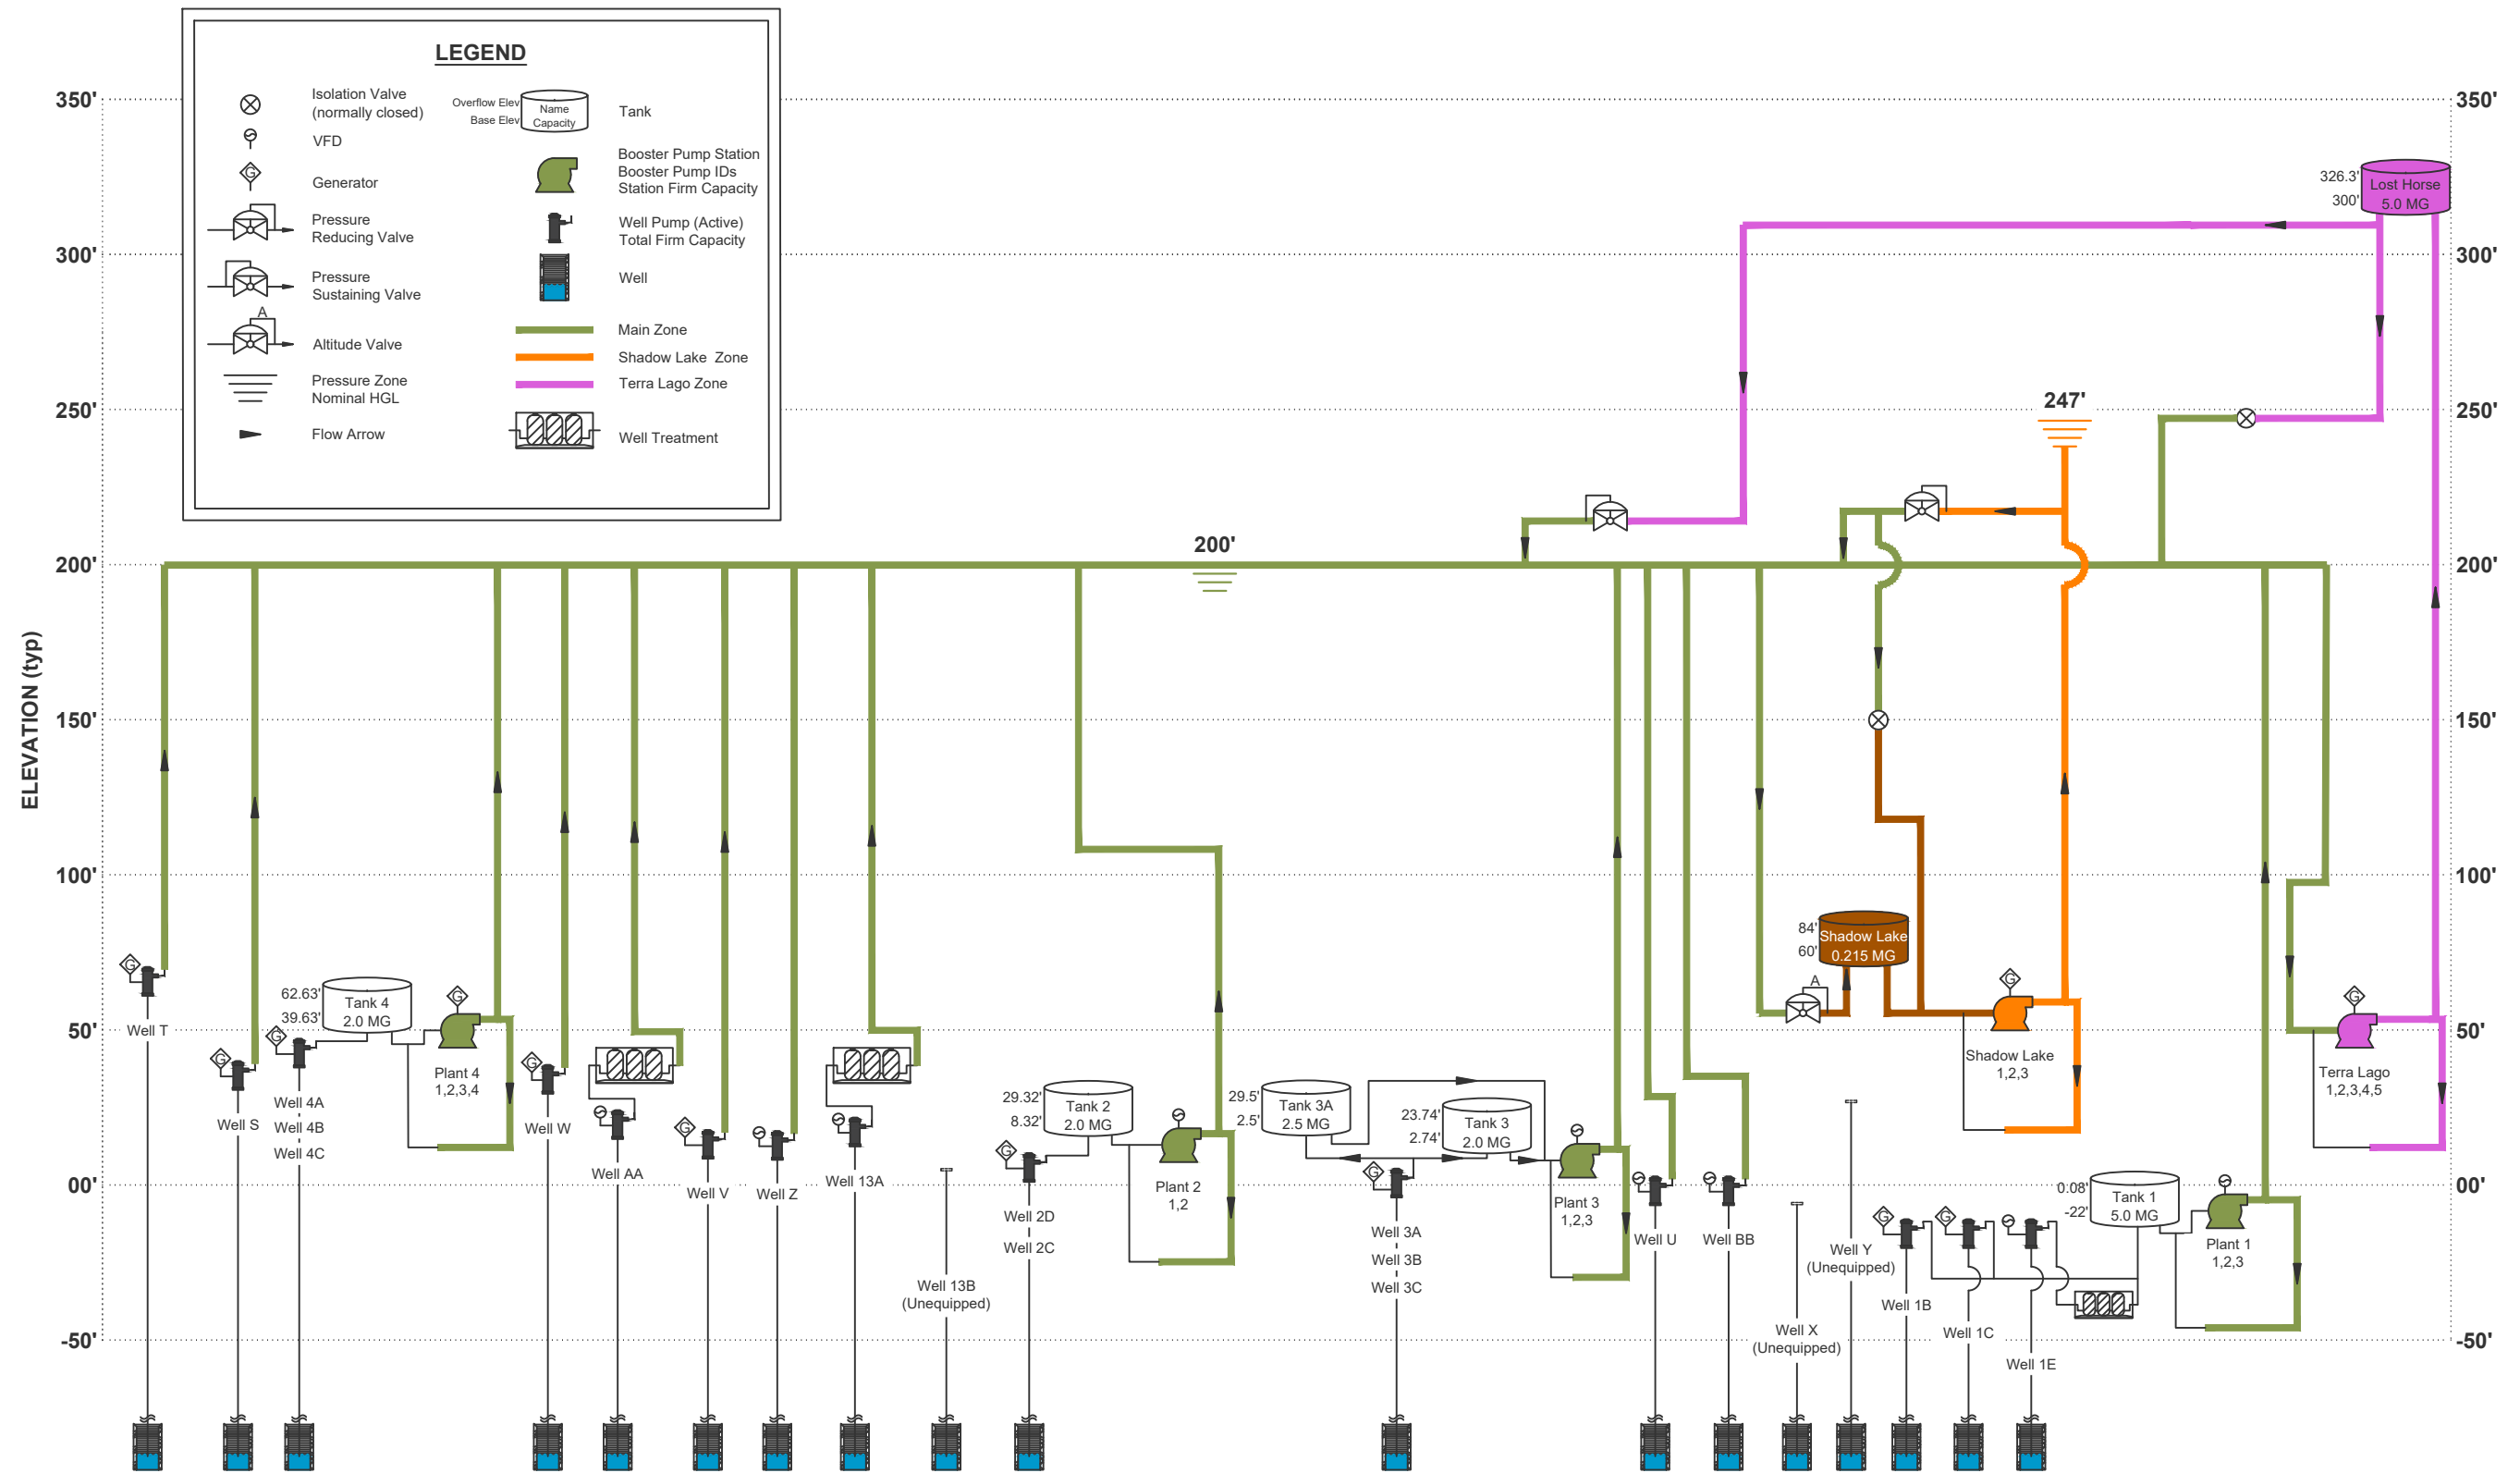 LEGEND
Isolation Valve
(normally closed)
VFD
G
Generator
Pressure
Reducing Valve
Pressure
Sustaining Valve
A
Altitude Valve
Pressure Zone
Nominal HGL
Flow Arrow
Overflow Elev
Base Elev
Name
Capacity
Tank
Booster Pump Station
Booster Pump IDs
Station Firm Capacity
Well Pump (Active)
Total Firm Capacity
Well
Main Zone
Shadow Lake Zone
Terra Lago Zone
Well Treatment
ELEVATION (typ)
350'
300'
250'
200'
150'
100'
50'
00'
-50'
350'
300'
250'
200'
150'
100'
50'
00'
-50'
326.3'
300'
Lost Horse
5.0 MG
247'
200'
G
Well T
G
Well S
G
Well 4A
Well 4B
Well 4C
62.63'
39.63'
Tank 4
2.0 MG
G
Plant 4
1,2,3,4
G
Well W
Well AA
G
Well V
Well Z
Well 13A
Well 13B
(Unequipped)
G
Well 2D
Well 2C
29.32'
8.32'
Tank 2
2.0 MG
Plant 2
1,2
29.5'
2.5'
Tank 3A
2.5 MG
G
Well 3A
Well 3B
Well 3C
23.74'
2.74'
Tank 3
2.0 MG
Plant 3
1,2,3
Well U
Well BB
Well X
(Unequipped)
Well Y
(Unequipped)
A
84'
60'
Shadow Lake
0.215 MG
G
Shadow Lake
1,2,3
G
Well 1B
G
Well 1C
Well 1E
0.08'
-22'
Tank 1
5.0 MG
Plant 1
1,2,3
G
Terra Lago
1,2,3,4,5